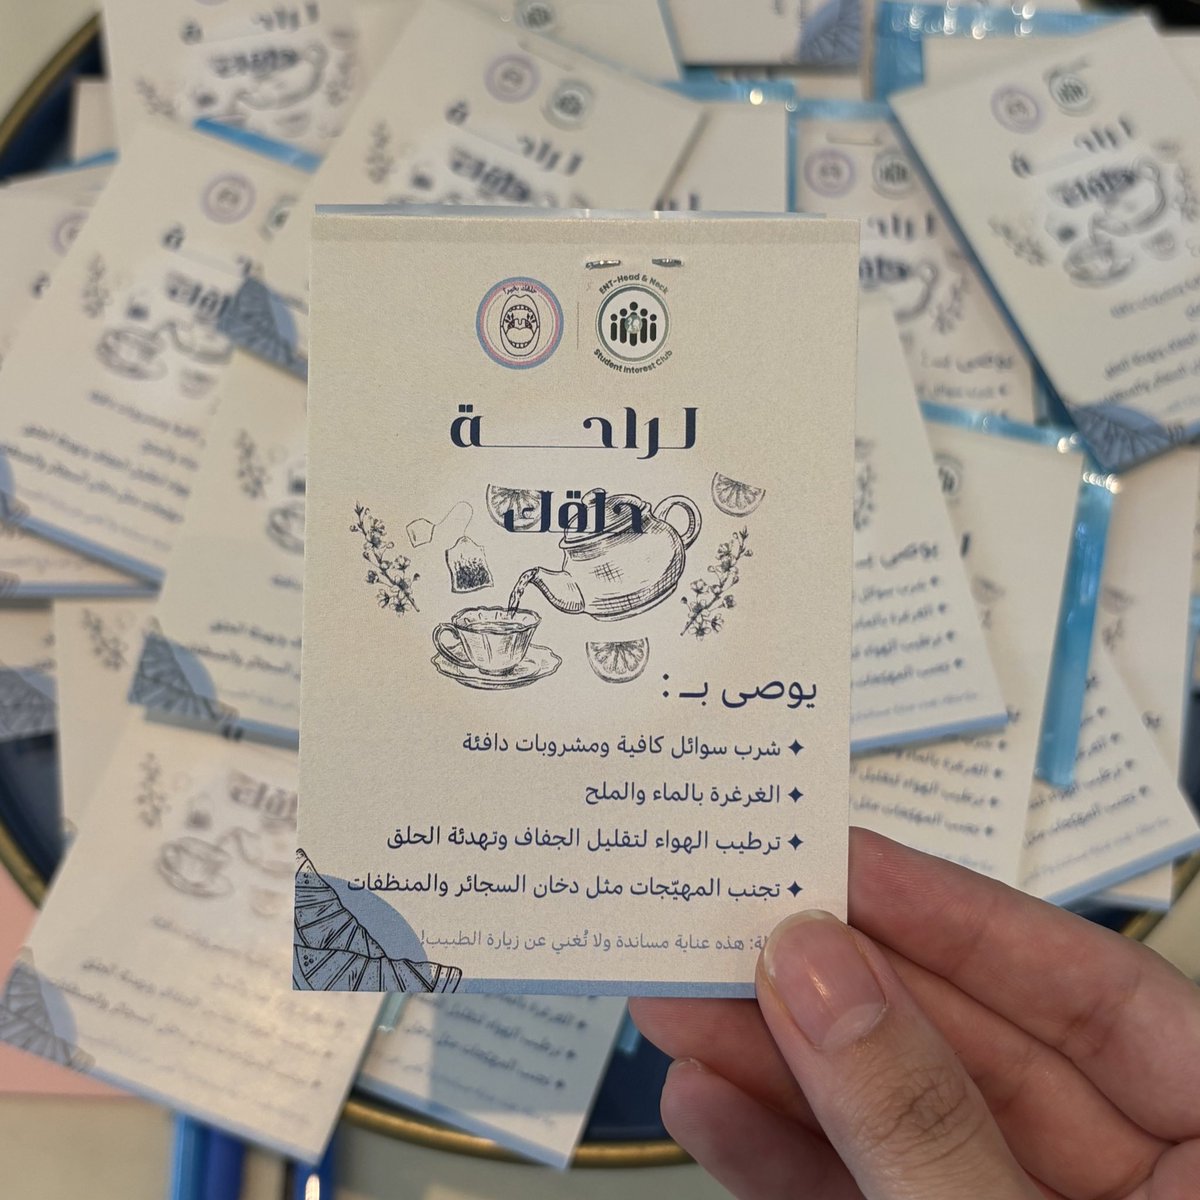 حلقك بخير!
ENT-Head & Neck
Student Interest Club
لراحة
حلقك
يوصى بـ :
✦ شرب سوائل كافية ومشروبات دافئة
✦ الغرغرة بالماء والملح
✦ ترطيب الهواء لتقليل الجفاف وتهدئة الحلق
✦ تجنب المهيّجات مثل دخان السجائر والمنظفات
هذه عناية مساندة ولا تُغني عن زيارة الطبيب!